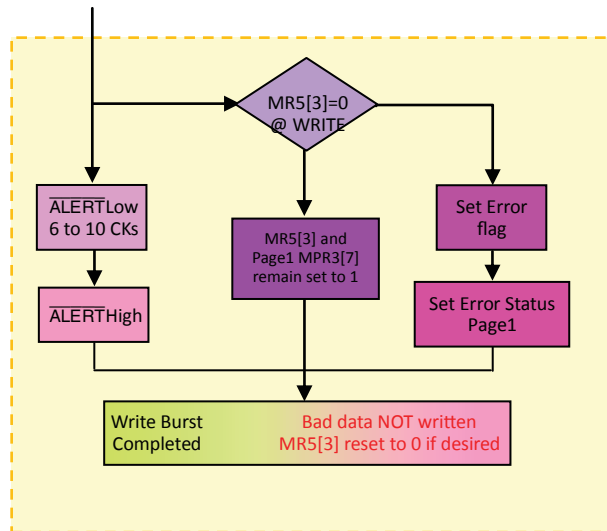 MR5[3]=0
@ WRITE
A̅L̅E̅R̅T̅ Low
6 to 10 CKs
MR5[3] and
Page1 MPR3[7]
remain set to 1
Set Error
flag
A̅L̅E̅R̅T̅ High
Set Error Status
Page1
Write Burst
Completed
Bad data NOT written
MR5[3] reset to 0 if desired